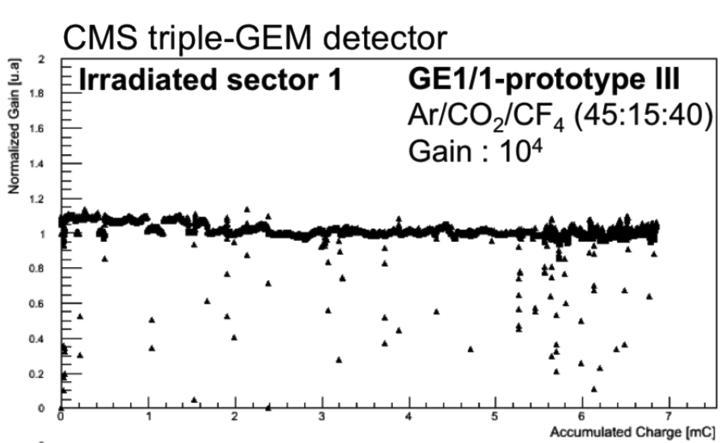 CMS triple-GEM detector
Irradiated sector 1
GE1/1-prototype III
Ar/CO₂/CF₄ (45:15:40)
Gain : 10⁴
Normalized Gain [u.a]
2
1.8
1.6
1.4
1.2
1
0.8
0.6
0.4
0.2
0
0 1 2 3 4 5 6 7
Accumulated Charge [mC]